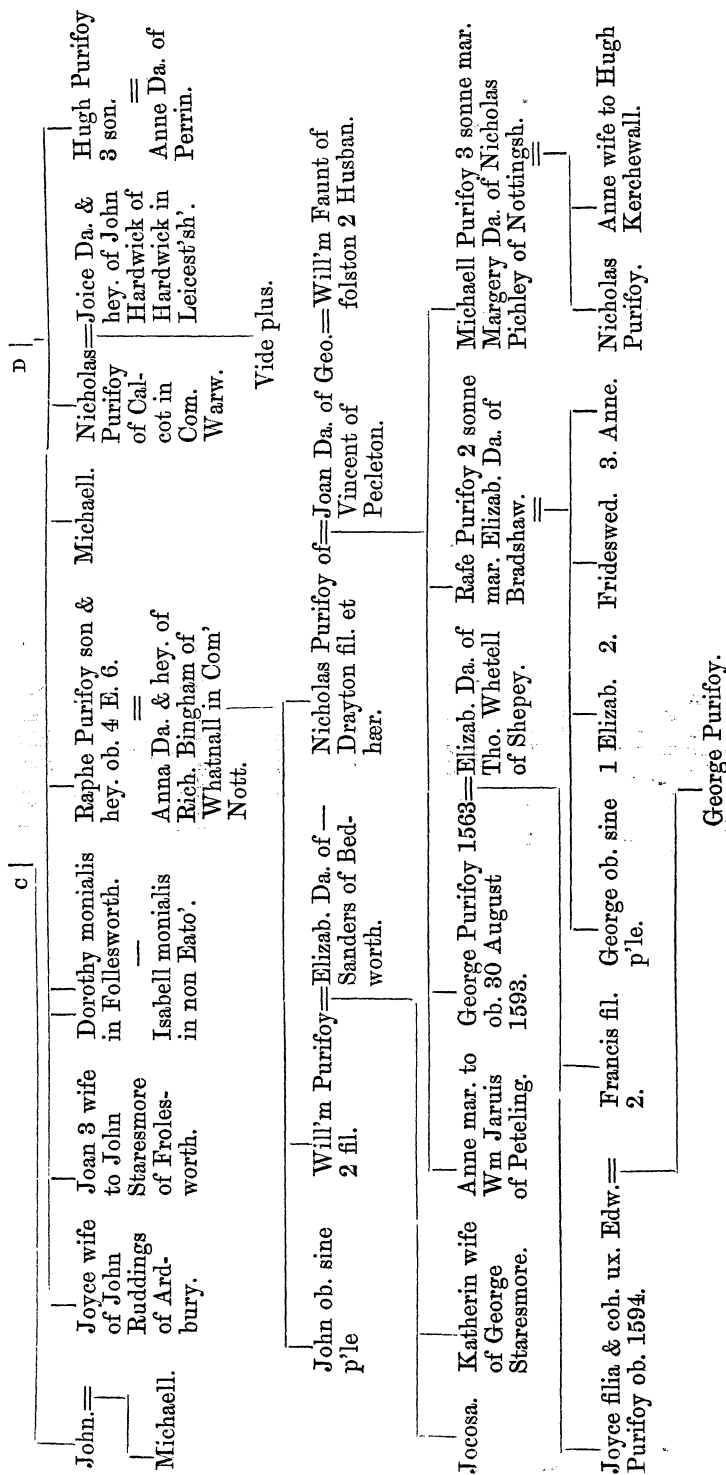 C
D
John.=
Michaell.
Joyce wife
of John
Ruddings
of Ard-
bury.
Joan 3 wife
to John
Staresmore
of Froles-
worth.
Dorothy monialis
in Follesworth.
—
Isabell monialis
in non Eato'.
Raphe Purifoy son &
hey. ob. 4 E. 6.
=
Anna Da. & hey. of
Rich. Bingham of
Whatnall in Com'
Nott.
Michaell.
Nicholas=Joice Da. &
Purifoy hey. of John
of Cal- Hardwick of
cot in Hardwick in
Com. Leicest'sh'.
Warw.
Vide plus.
Hugh Purifoy
3 son.
=
Anne Da. of
Perrin.
John ob. sine
p'le
Will'm Purifoy=Elizab. Da. of —
2 fil. Sanders of Bed-
worth.
Nicholas Purifoy of=Joan Da. of Geo.=Will'm Faunt of
Drayton fil. et Vincent of folston 2 Husban.
hær. Pecleton.
Jocosa.
Katherin wife
of George
Staresmore.
Anne mar. to
Wm Jaruis
of Peteling.
George Purifoy 1563=Elizab. Da. of
ob. 30 August Tho. Whetell
1593. of Shepey.
Rafe Purifoy 2 sonne
mar. Elizab. Da. of
Bradshaw.
=
Michaell Purifoy 3 sonne mar.
Margery Da. of Nicholas
Pichley of Nottingsh.
=
Joyce filia & coh. ux. Edw.=
Purifoy ob. 1594.
Francis fil.
2.
George ob. sine
p'le.
1 Elizab. 2. Frideswed. 3. Anne.
Nicholas
Purifoy.
Anne wife to Hugh
Kerchewall.
George Purifoy.